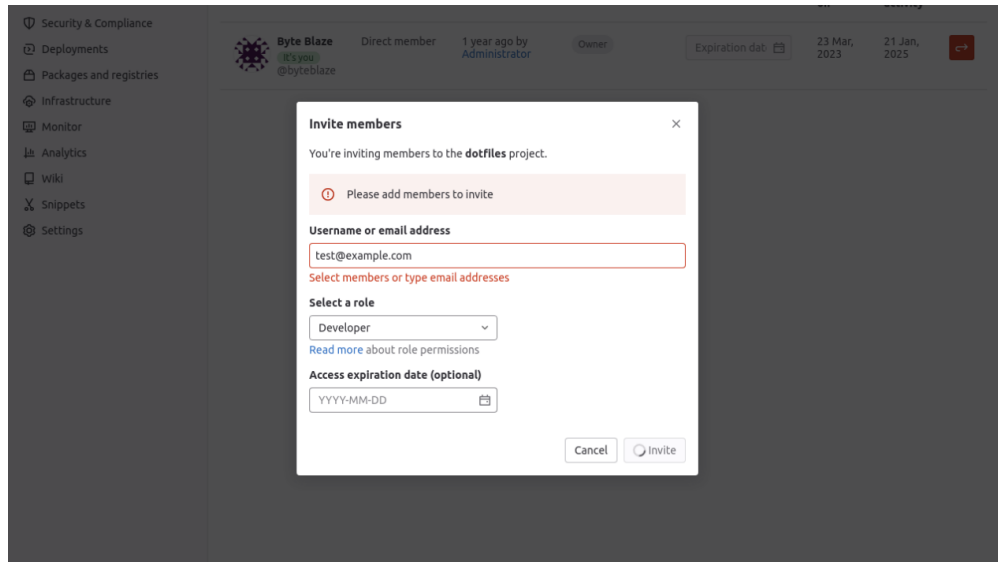 Security & Compliance
Deployments
Packages and registries
Infrastructure
Monitor
Analytics
Wiki
Snippets
Settings
Byte Blaze
It's you
@byteblaze
Direct member
1 year ago by
Administrator
Owner
Expiration dat
23 Mar,
2023
21 Jan,
2025
Invite members
You're inviting members to the dotfiles project.
Please add members to invite
Username or email address
test@example.com
Select members or type email addresses
Select a role
Developer
Read more about role permissions
Access expiration date (optional)
YYYY-MM-DD
Cancel
Invite